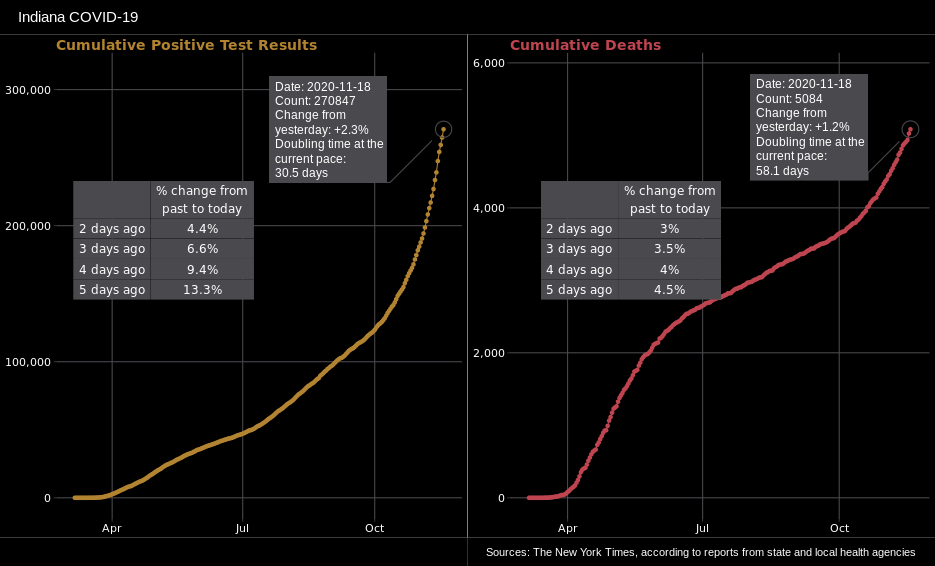 Indiana COVID-19
Cumulative Positive Test Results
300,000
200,000
100,000
0
Apr
Jul
Oct
Date: 2020-11-18
Count: 270847
Change from
yesterday: +2.3%
Doubling time at the
current pace:
30.5 days
% change from
past to today
2 days ago 4.4%
3 days ago 6.6%
4 days ago 9.4%
5 days ago 13.3%
Cumulative Deaths
6,000
4,000
2,000
0
Apr
Jul
Oct
Date: 2020-11-18
Count: 5084
Change from
yesterday: +1.2%
Doubling time at the
current pace:
58.1 days
% change from
past to today
2 days ago 3%
3 days ago 3.5%
4 days ago 4%
5 days ago 4.5%
Sources: The New York Times, according to reports from state and local health agencies